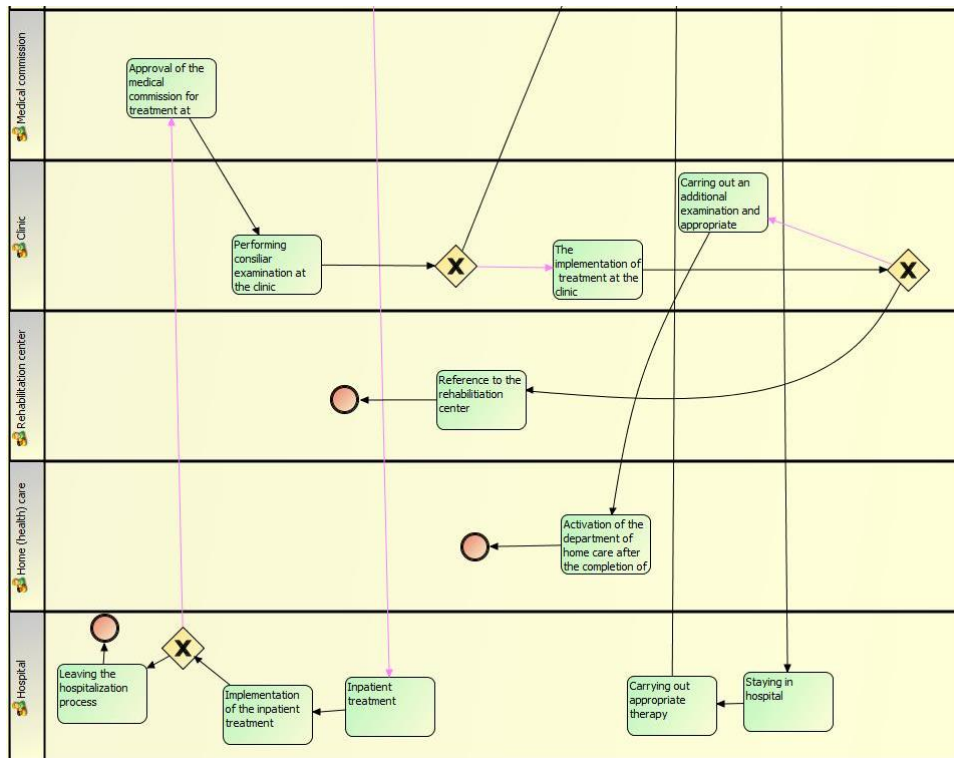 Medical commission
Approval of the
medical
commission for
treatment at
Clinic
Performing
consiliar
examination at
the clinic
X
The
implementation of
treatment at the
clinic
Carring out an
additional
examination and
appropriate
X
Rehabilitation center
Reference to the
rehabilitiation
center
Home (health) care
Activation of the
department of
home care after
the completion of
Hospital
Leaving the
hospitalization
process
X
Implementation
of the inpatient
treatment
Inpatient
treatment
Carrying out
appropriate
therapy
Staying in
hospital